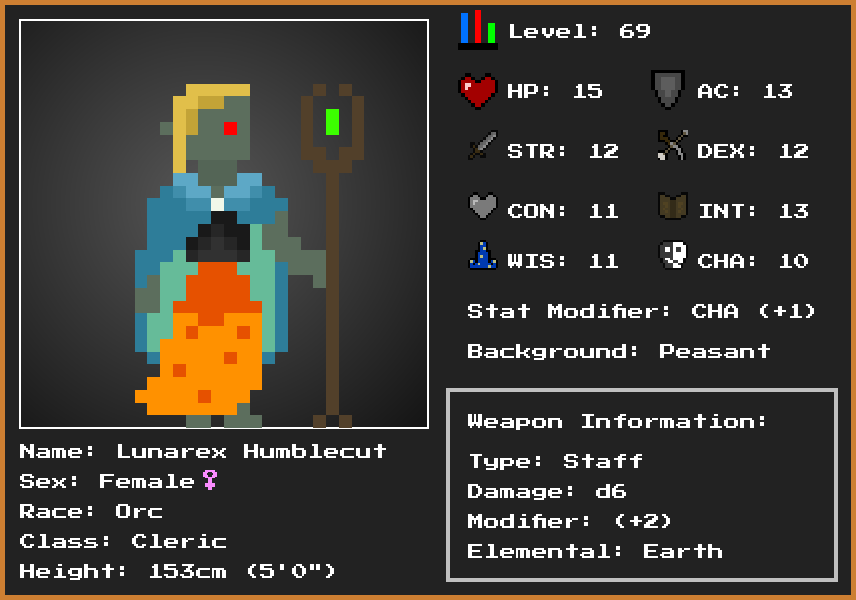 Level: 69
HP: 15 AC: 13
STR: 12 DEX: 12
CON: 11 INT: 13
WIS: 11 CHA: 10
Stat Modifier: CHA (+1)
Background: Peasant
Weapon Information:
Type: Staff
Damage: d6
Modifier: (+2)
Elemental: Earth
Name: Lunarex Humblecut
Sex: Female♀
Race: Orc
Class: Cleric
Height: 153cm (5'0")